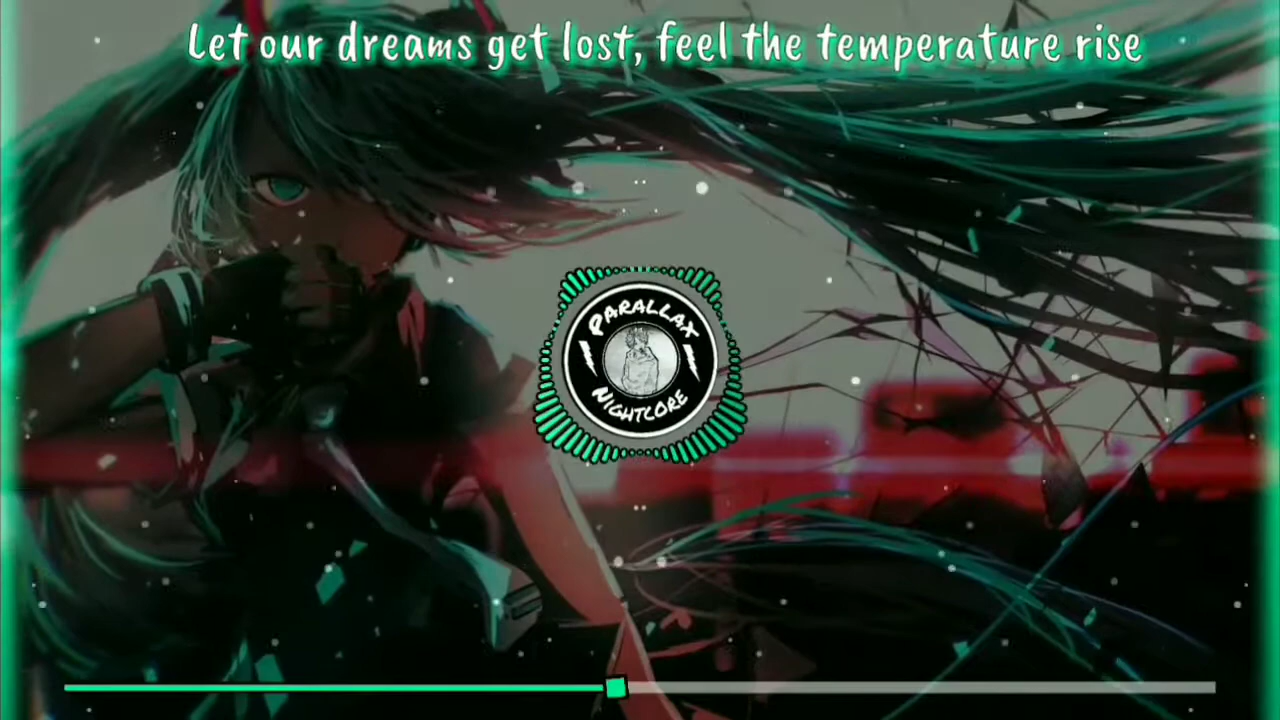 Let our dreams get lost, feel the temperature rise
PARALLAX
NIGHTCORE